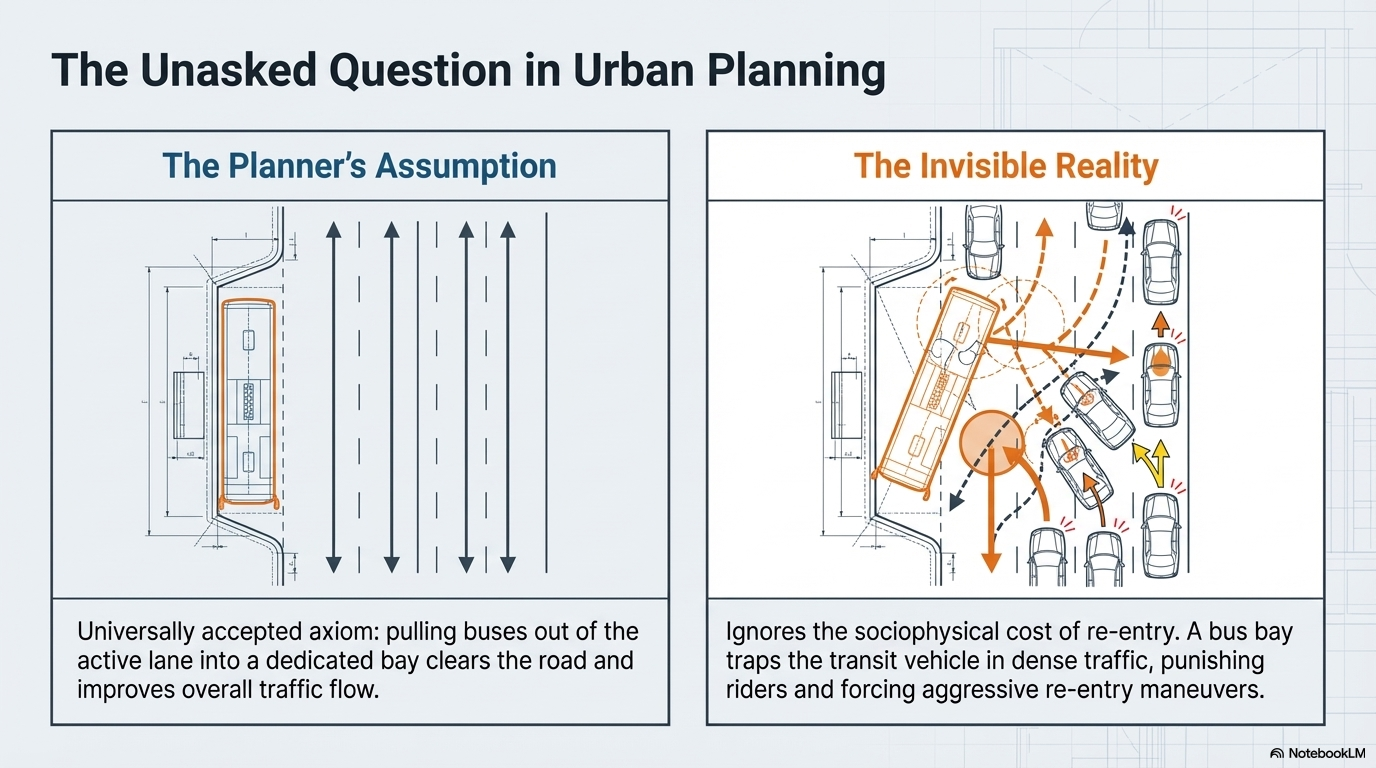 The Unasked Question in Urban Planning
The Planner's Assumption
Universally accepted axiom: pulling buses out of the
active lane into a dedicated bay clears the road and
improves overall traffic flow.
The Invisible Reality
Ignores the sociophysical cost of re-entry. A bus bay
traps the transit vehicle in dense traffic, punishing
riders and forcing aggressive re-entry maneuvers.
NotebookLM